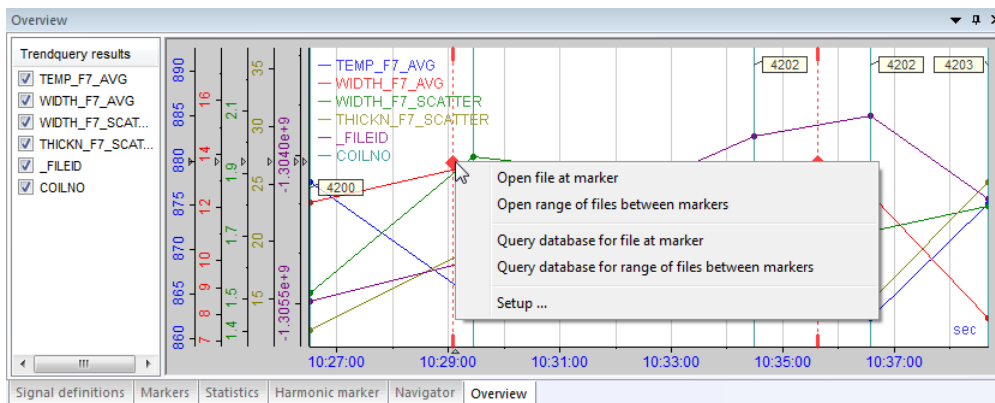 Overview
Trendquery results
TEMP_F7_AVG
WIDTH_F7_AVG
WIDTH_F7_SCAT...
THICKN_F7_SCAT...
_FILEID
COILNO
890
885
880
875
870
865
860
16
14
12
10
8
7
2.1
1.9
1.7
1.5
1.4
35
30
25
20
15
-1.3040e+9
-1.3055e+9
TEMP_F7_AVG
WIDTH_F7_AVG
WIDTH_F7_SCATTER
THICKN_F7_SCATTER
_FILEID
COILNO
4200
4202
4202
4203
Open file at marker
Open range of files between markers
Query database for file at marker
Query database for range of files between markers
Setup ...
sec
10:27:00 10:29:00 10:31:00 10:33:00 10:35:00 10:37:00
Signal definitions Markers Statistics Harmonic marker Navigator Overview